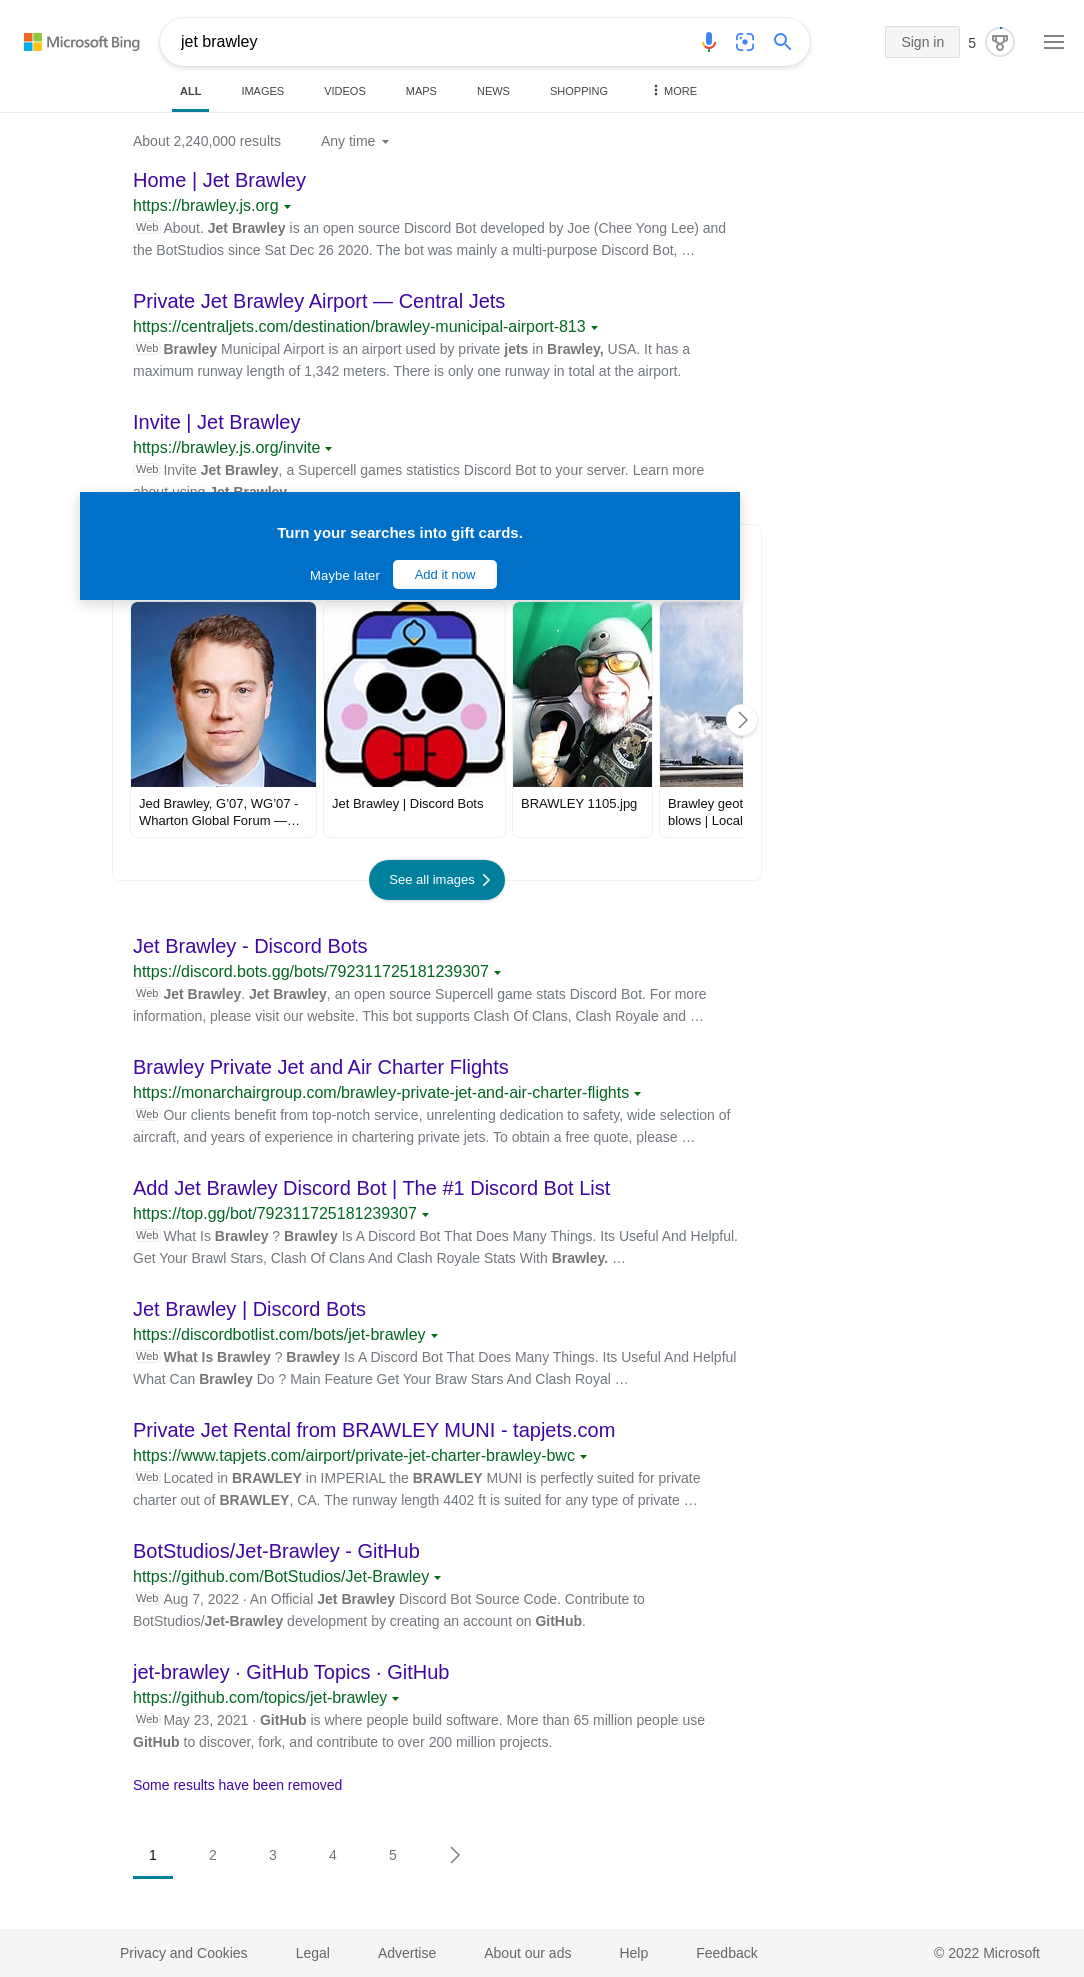 Microsoft Bing
jet brawley
Sign in
5
ALL
IMAGES
VIDEOS
MAPS
NEWS
SHOPPING
MORE
About 2,240,000 results
Any time
Home | Jet Brawley
https://brawley.js.org
Web About. Jet Brawley is an open source Discord Bot developed by Joe (Chee Yong Lee) and
the BotStudios since Sat Dec 26 2020. The bot was mainly a multi-purpose Discord Bot, …
Private Jet Brawley Airport — Central Jets
https://centraljets.com/destination/brawley-municipal-airport-813
Web Brawley Municipal Airport is an airport used by private jets in Brawley, USA. It has a
maximum runway length of 1,342 meters. There is only one runway in total at the airport.
Invite | Jet Brawley
https://brawley.js.org/invite
Web Invite Jet Brawley, a Supercell games statistics Discord Bot to your server. Learn more
about using Jet Brawley
Turn your searches into gift cards.
Maybe later
Add it now
Jed Brawley, G’07, WG’07 -
Wharton Global Forum —…
Jet Brawley | Discord Bots
BRAWLEY 1105.jpg
Brawley geot
blows | Local
See all images
Jet Brawley - Discord Bots
https://discord.bots.gg/bots/792311725181239307
Web Jet Brawley. Jet Brawley, an open source Supercell game stats Discord Bot. For more
information, please visit our website. This bot supports Clash Of Clans, Clash Royale and …
Brawley Private Jet and Air Charter Flights
https://monarchairgroup.com/brawley-private-jet-and-air-charter-flights
Web Our clients benefit from top-notch service, unrelenting dedication to safety, wide selection of
aircraft, and years of experience in chartering private jets. To obtain a free quote, please …
Add Jet Brawley Discord Bot | The #1 Discord Bot List
https://top.gg/bot/792311725181239307
Web What Is Brawley ? Brawley Is A Discord Bot That Does Many Things. Its Useful And Helpful.
Get Your Brawl Stars, Clash Of Clans And Clash Royale Stats With Brawley. …
Jet Brawley | Discord Bots
https://discordbotlist.com/bots/jet-brawley
Web What Is Brawley ? Brawley Is A Discord Bot That Does Many Things. Its Useful And Helpful
What Can Brawley Do ? Main Feature Get Your Braw Stars And Clash Royal …
Private Jet Rental from BRAWLEY MUNI - tapjets.com
https://www.tapjets.com/airport/private-jet-charter-brawley-bwc
Web Located in BRAWLEY in IMPERIAL the BRAWLEY MUNI is perfectly suited for private
charter out of BRAWLEY, CA. The runway length 4402 ft is suited for any type of private …
BotStudios/Jet-Brawley - GitHub
https://github.com/BotStudios/Jet-Brawley
Web Aug 7, 2022 · An Official Jet Brawley Discord Bot Source Code. Contribute to
BotStudios/Jet-Brawley development by creating an account on GitHub.
jet-brawley · GitHub Topics · GitHub
https://github.com/topics/jet-brawley
Web May 23, 2021 · GitHub is where people build software. More than 65 million people use
GitHub to discover, fork, and contribute to over 200 million projects.
Some results have been removed
1
2
3
4
5
Privacy and Cookies
Legal
Advertise
About our ads
Help
Feedback
© 2022 Microsoft